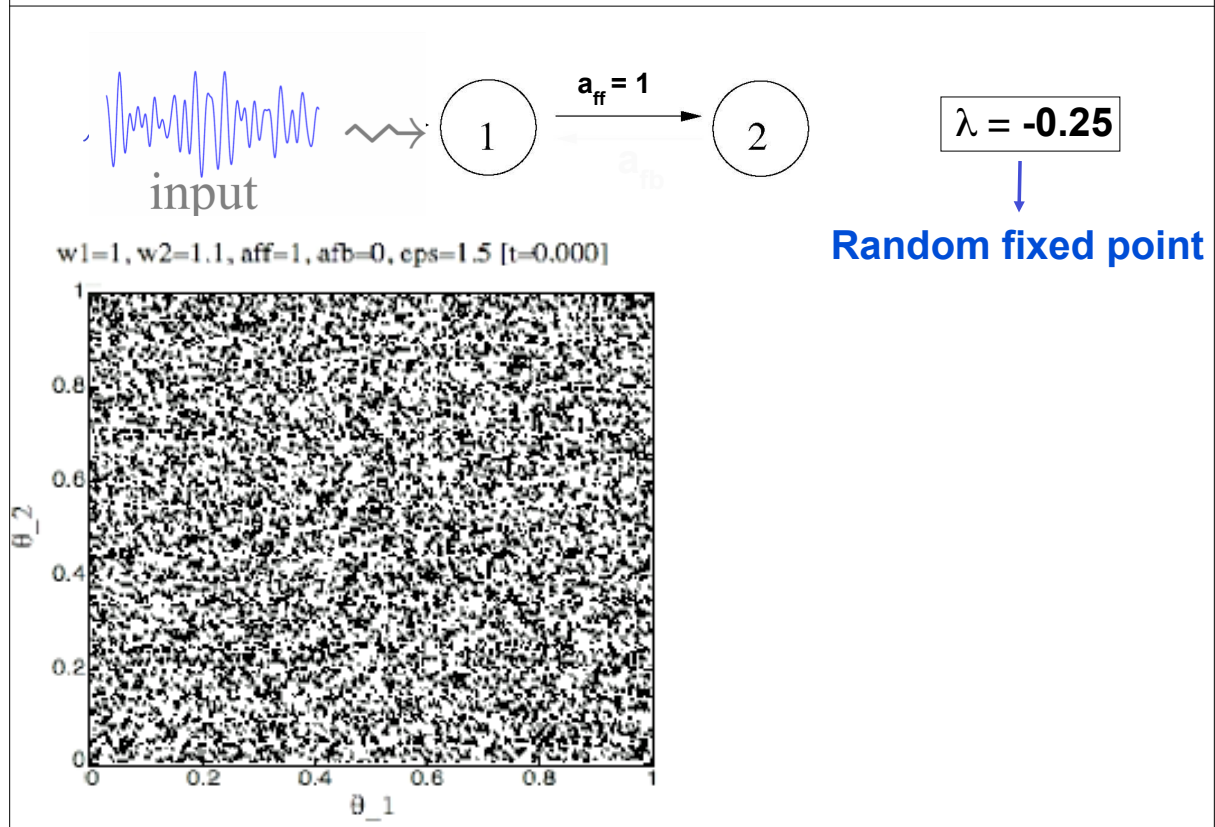 a_ff = 1
1
2
λ = -0.25
a_fb
input
Random fixed point
w1=1, w2=1.1, aff=1, afb=0, eps=1.5 [t=0.000]
1
0.8
0.6
0.4
0.2
0
θ_2
0 0.2 0.4 0.6 0.8 1
θ_1